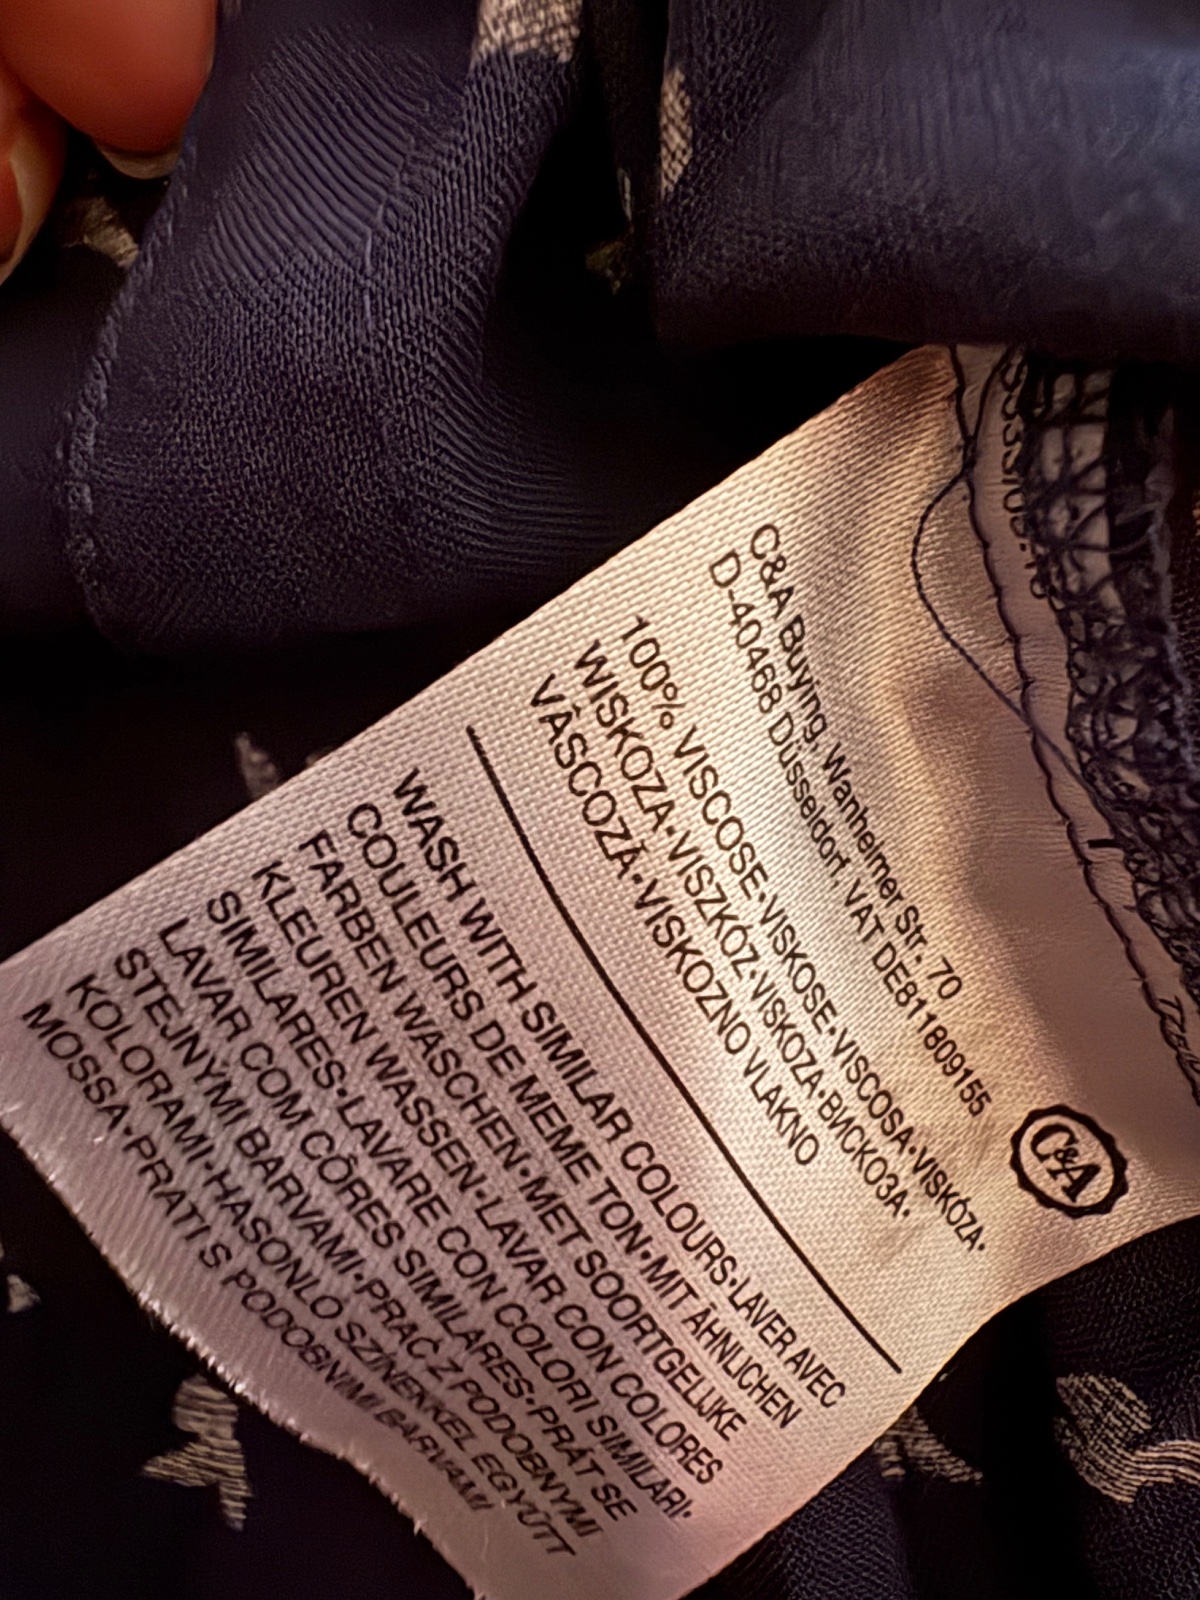 C&A Buying, Wanheimer Str. 70
D-40468 Düsseldorf, VAT DE811809155
C&A
100% VISCOSE•VISKOSE•VISCOSA•VISKÓZA•
WISKOZA•VISZKÓZ•VISKOZA•ВИСКОЗА•
VÂSCOZĂ•VISKOZNO VLAKNO
WASH WITH SIMILAR COLOURS•LAVER AVEC
COULEURS DE MEME TON•MIT ÄHNLICHEN
FARBEN WASCHEN•MET SOORTGELIJKE
KLEUREN WASSEN•LAVAR CON COLORES
SIMILARES•LAVARE CON COLORI SIMILARI•
LAVAR COM CÔRES SIMILARES•PRÁT SE
STEJNÝMI BARVAMI•PRAĆ Z PODOBNYMI
KOLORAMI•HASONLÓ SZINEKKEL EGYÜTT
MOSSA•PRATI S PODOBNIMI BARVAMI